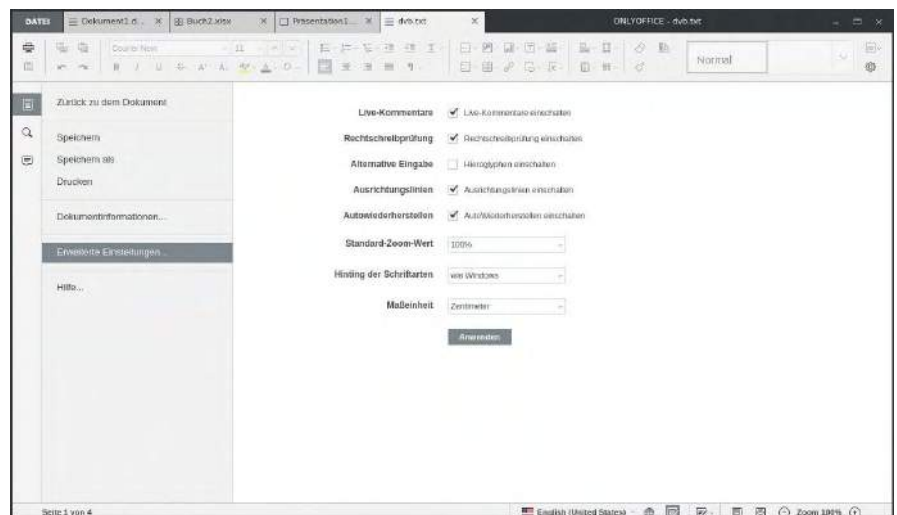 DATEI
Dokument1.d...
Buch2.xlsx
Präsentation1...
dvb.txt
ONLYOFFICE - dvb.txt
Courier New
11
Normal
Zurück zu dem Dokument
Speichern
Speichern als
Drucken
Dokumentinformationen...
Erweiterte Einstellungen...
Hilfe...
Live-Kommentare Live-Kommentare einschalten
Rechtschreibprüfung Rechtschreibprüfung einschalten
Alternative Eingabe Hieroglyphen einschalten
Ausrichtungslinien Ausrichtungslinien einschalten
Autowiederherstellen AutoWiederherstellen einschalten
Standard-Zoom-Wert 100%
Hinting der Schriftarten wie Windows
Maßeinheit Zentimeter
Anwenden
Seite 1 von 4
English (United States)
Zoom 100%